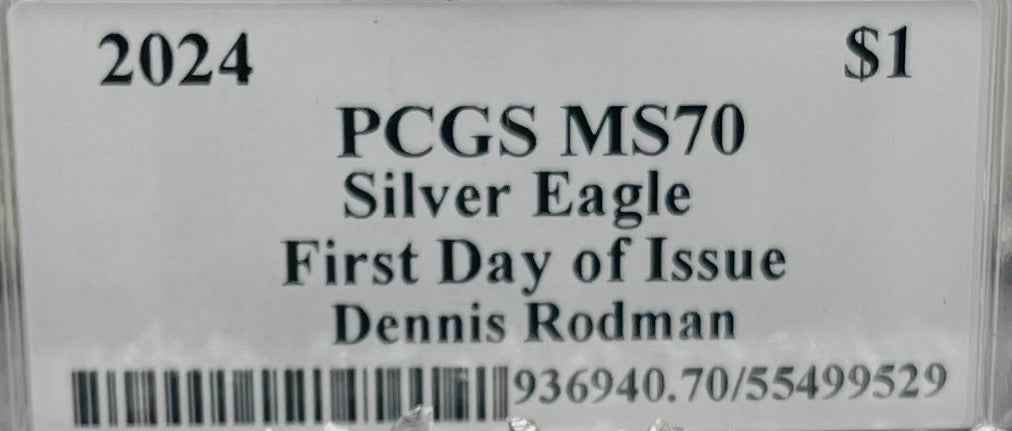 2024 $1
PCGS MS70
Silver Eagle
First Day of Issue
Dennis Rodman
936940.70/55499529